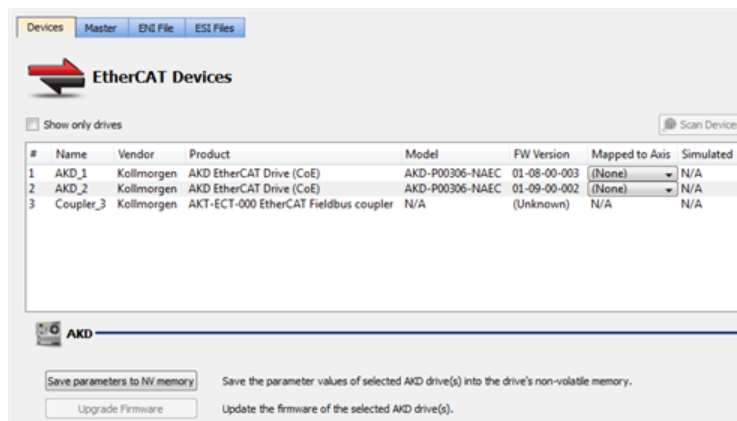 Devices Master ENI File ESI Files
EtherCAT Devices
Show only drives
Scan Device
# Name Vendor Product Model FW Version Mapped to Axis Simulated
1 AKD_1 Kollmorgen AKD EtherCAT Drive (CoE) AKD-P00306-NAEC 01-08-00-003 (None) N/A
2 AKD_2 Kollmorgen AKD EtherCAT Drive (CoE) AKD-P00306-NAEC 01-09-00-002 (None) N/A
3 Coupler_3 Kollmorgen AKT-ECT-000 EtherCAT Fieldbus coupler N/A (Unknown) N/A N/A
AKD
Save parameters to NV memory Save the parameter values of selected AKD drive(s) into the drive's non-volatile memory.
Upgrade Firmware Update the firmware of the selected AKD drive(s).